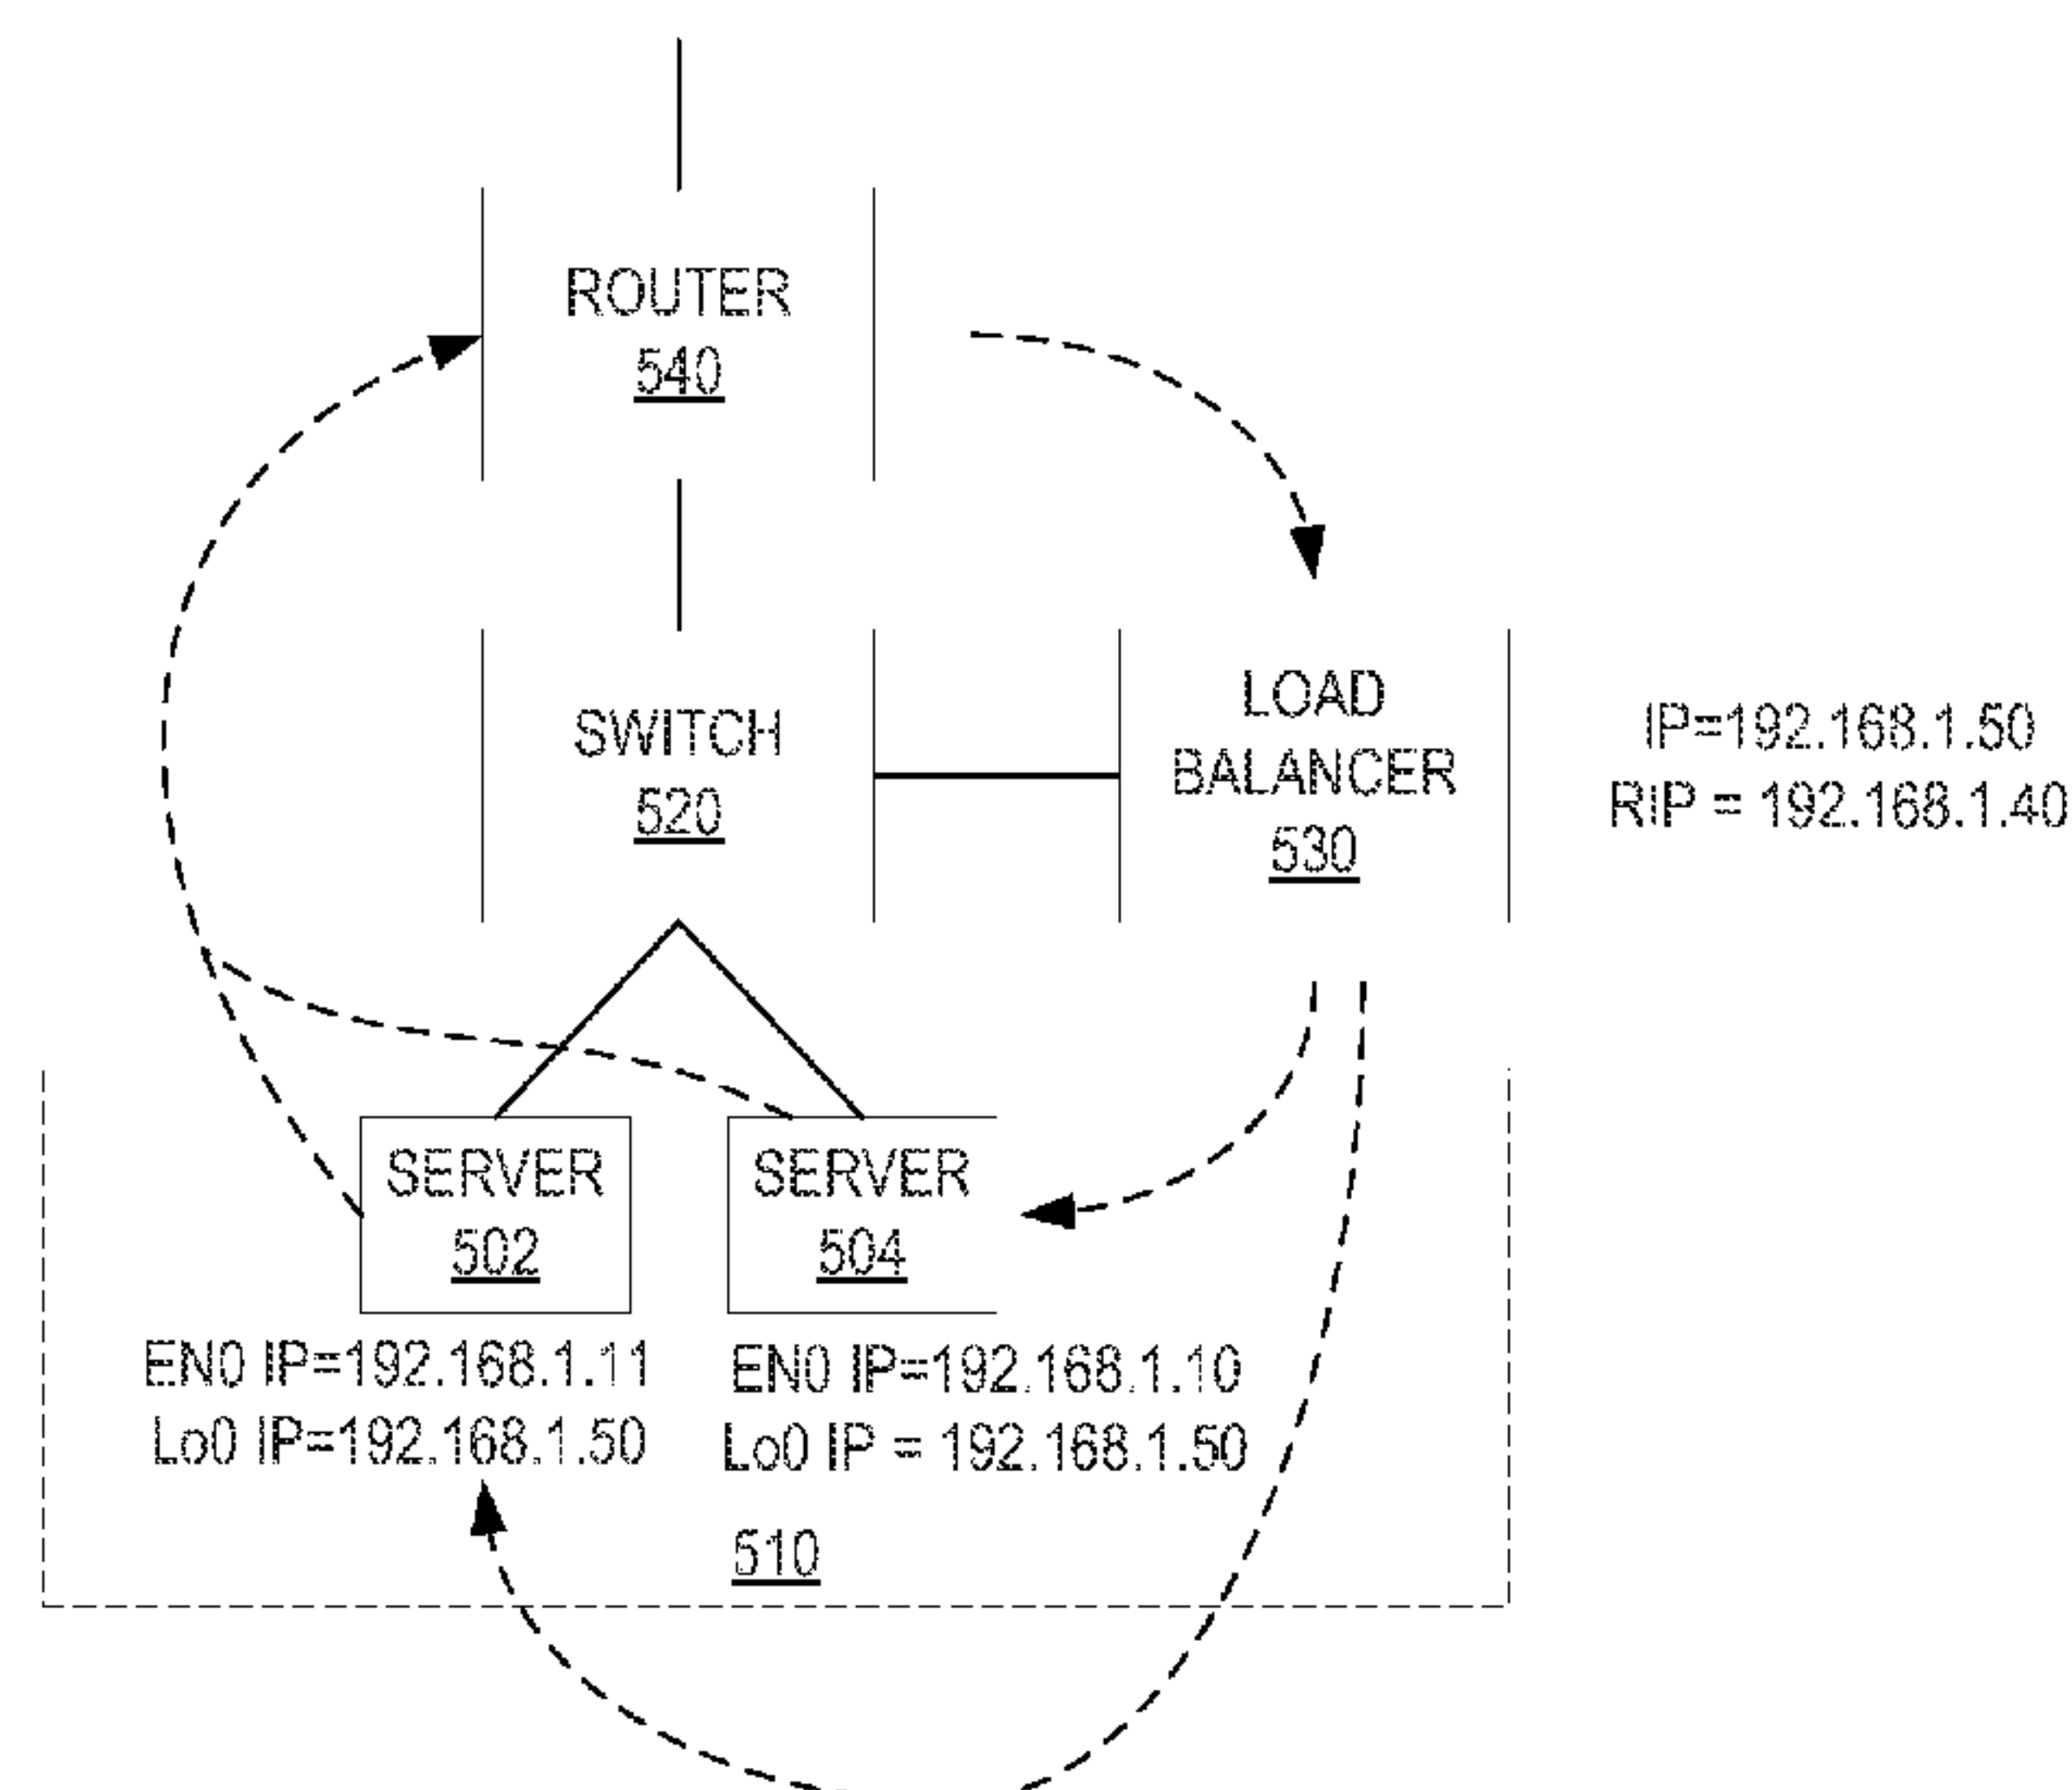 ROUTER
540
SWITCH
520
LOAD
BALANCER
530
IP=192.168.1.50
RIP = 192.168.1.40
SERVER
502
SERVER
504
EN0 IP=192.168.1.11
Lo0 IP=192.168.1.50
EN0 IP=192.168.1.10
Lo0 IP = 192.168.1.50
510